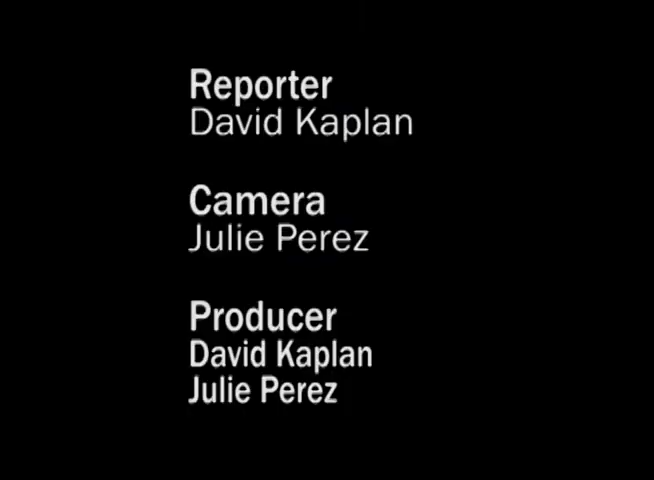 Reporter
David Kaplan
Camera
Julie Perez
Producer
David Kaplan
Julie Perez